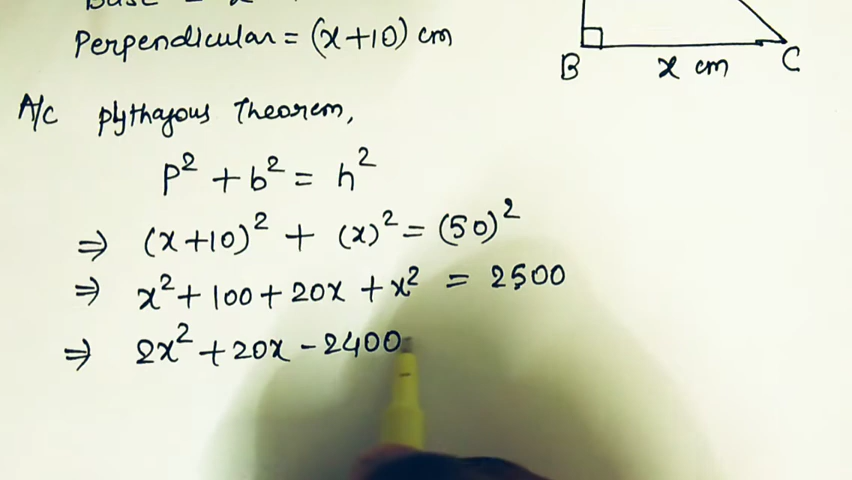 Perpendicular = (x+10) cm
B x cm C
A/c plythagous Theorem,
P² + b² = h²
⇒ (x+10)² + (x)² = (50)²
⇒ x² + 100 + 20x + x² = 2500
⇒ 2x² + 20x - 2400